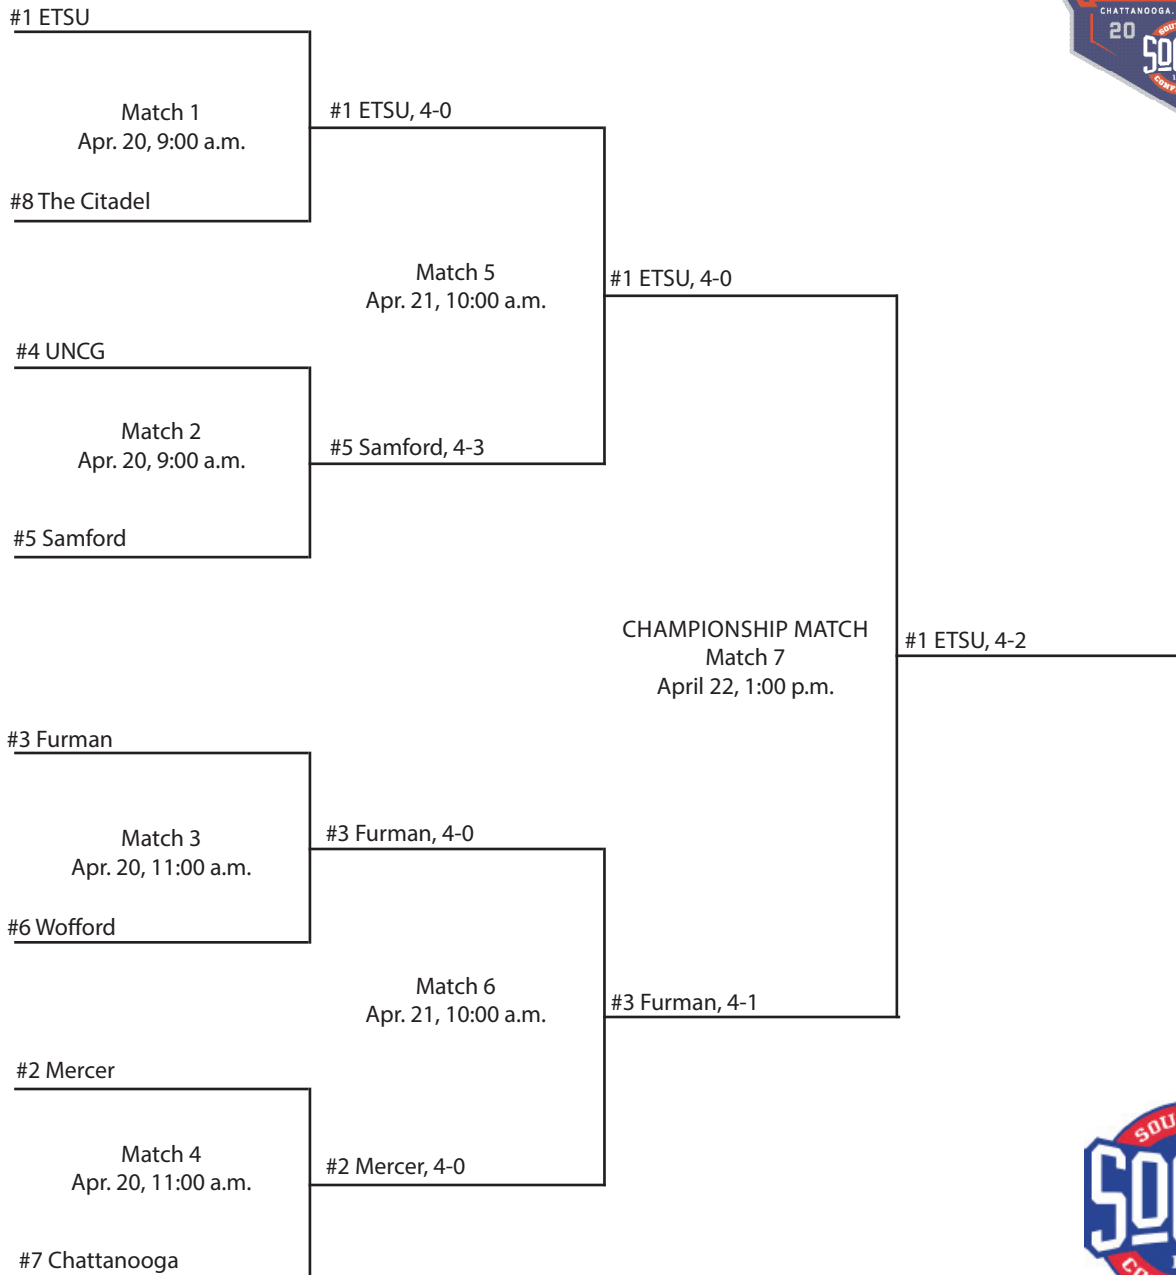 #1 ETSU
CHATTANOOGA,
20
Match 1
Apr. 20, 9:00 a.m.
#1 ETSU, 4-0
#8 The Citadel
Match 5
Apr. 21, 10:00 a.m.
#1 ETSU, 4-0
#4 UNCG
Match 2
Apr. 20, 9:00 a.m.
#5 Samford, 4-3
#5 Samford
CHAMPIONSHIP MATCH
Match 7
April 22, 1:00 p.m.
#1 ETSU, 4-2
#3 Furman
Match 3
Apr. 20, 11:00 a.m.
#3 Furman, 4-0
#6 Wofford
Match 6
Apr. 21, 10:00 a.m.
#3 Furman, 4-1
#2 Mercer
Match 4
Apr. 20, 11:00 a.m.
#2 Mercer, 4-0
#7 Chattanooga